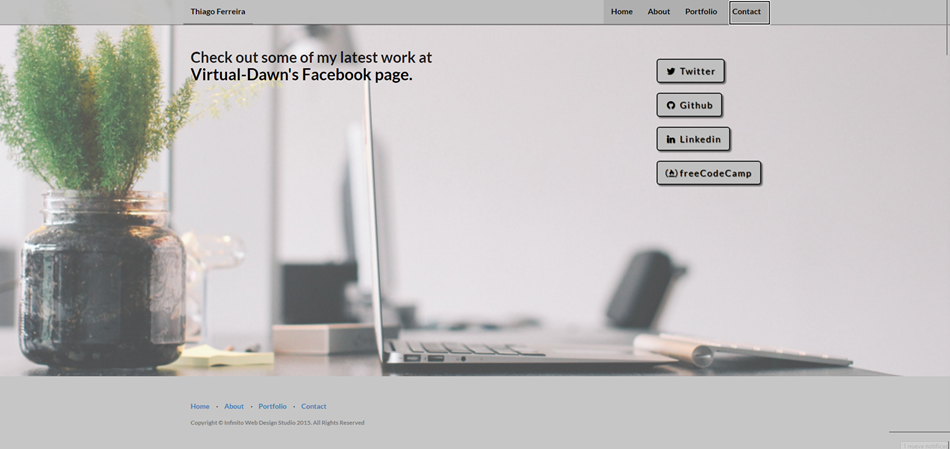 Thiago Ferreira
Home About Portfolio Contact
Check out some of my latest work at
Virtual-Dawn's Facebook page.
Twitter
Github
Linkedin
freeCodeCamp
Home · About · Portfolio · Contact
Copyright © Infinito Web Design Studio 2015. All Rights Reserved